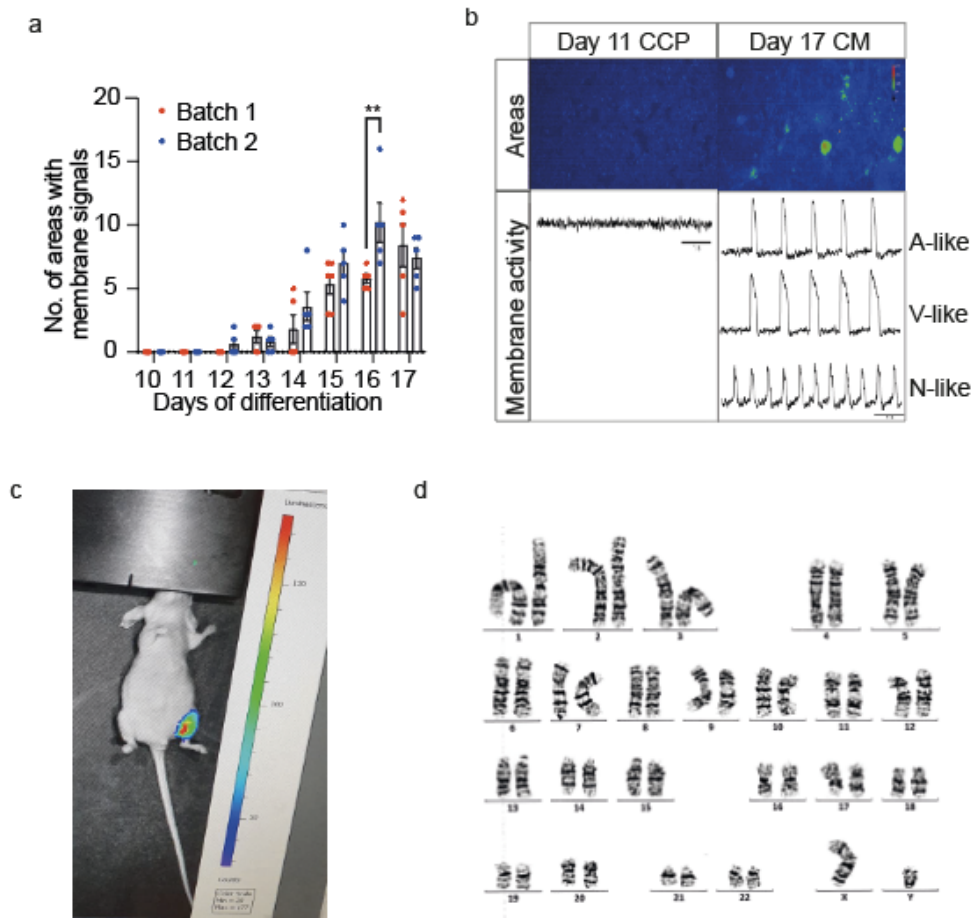 a
20
15
10
5
0
No. of areas with
membrane signals
Batch 1
Batch 2
**
10 11 12 13 14 15 16 17
Days of differentiation
b
Day 11 CCP Day 17 CM
Areas
Membrane activity
A-like
V-like
N-like
c
d
1 2 3 4 5
6 7 8 9 10 11 12
13 14 15 16 17 18
19 20 21 22 X Y